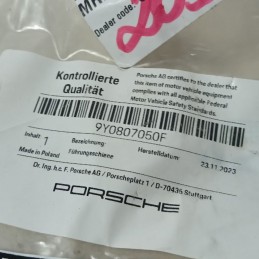 Dealer code:
Kontrollierte
Qualität
Porsche AG certifies to the dealer that
this item of motor vehicle equipment
complies with all applicable Federal
Motor Vehicle Safety Standards.
9Y0807050F
Inhalt: Bezeichnung: Herstelldatum:
1 Führungsschiene 23.11.2023
Made in Poland
Dr. Ing. h.c. F. Porsche AG / Porscheplatz 1 / D-70435 Stuttgart
PORSCHE